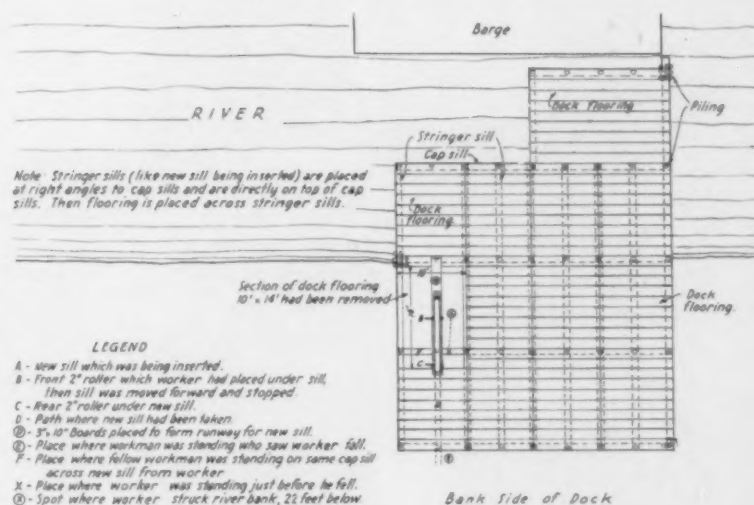 Barge
RIVER
Dock flooring
Piling
Stringer sill
Cap sill
Note: Stringer sills (like new sill being inserted) are placed
at right angles to cap sills and are directly on top of cap
sills. Then flooring is placed across stringer sills.
Dock
flooring
Section of dock flooring
10' x 14' had been removed
Dock
flooring
LEGEND
A - New sill which was being inserted.
B - Front 2" roller which worker had placed under sill,
then sill was moved forward and stopped.
C - Rear 2" roller under new sill.
D - Path where new sill had been taken.
Boards placed to form runway for new sill.
E - Place where workman was standing who saw worker fall.
F - Place where fellow workman was standing on same cap sill
across new sill from worker
X - Place where worker was standing just before he fell.
Ⓧ - Spot where worker struck river bank, 22 feet below.
Bank Side of Dock